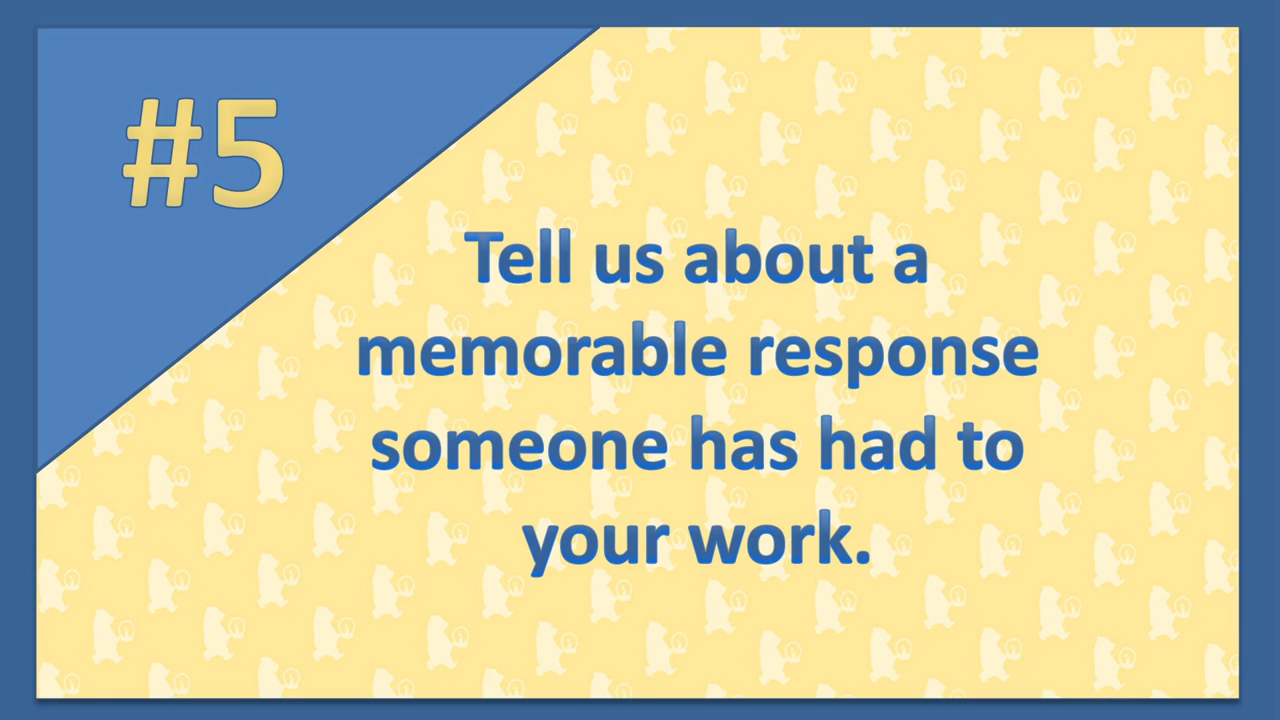 #5
Tell us about a
memorable response
someone has had to
your work.